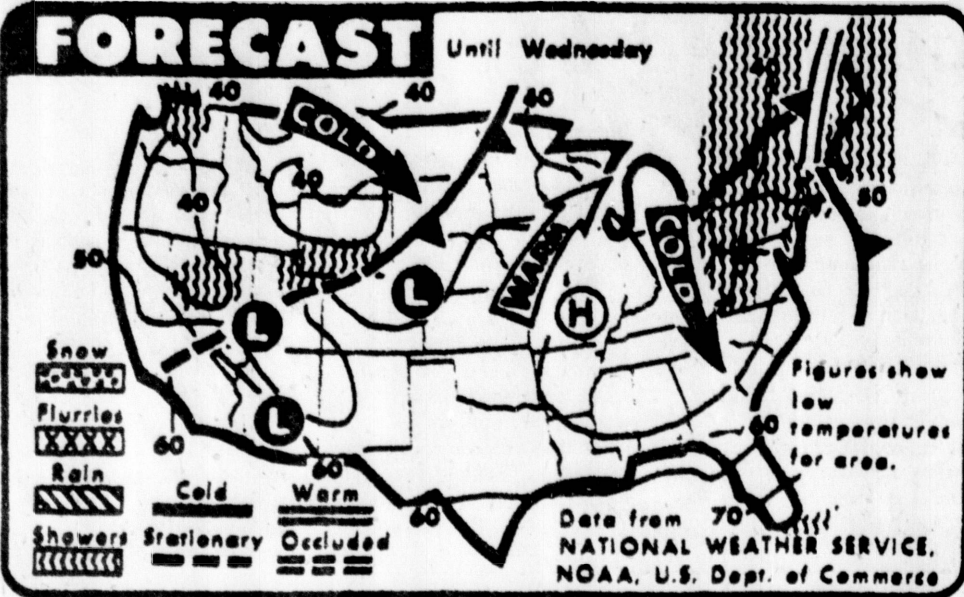 FORECAST
Until Wednesday
40
40
40
40
COLD
40
40
50
50
WARM
COLD
H
L
L
L
60
60
60
60
70
Snow
Flurries
Rain
Showers
Cold
Warm
Stationary
Occluded
Figures show
low
temperatures
for area.
Data from
NATIONAL WEATHER SERVICE,
NOAA, U.S. Dept. of Commerce